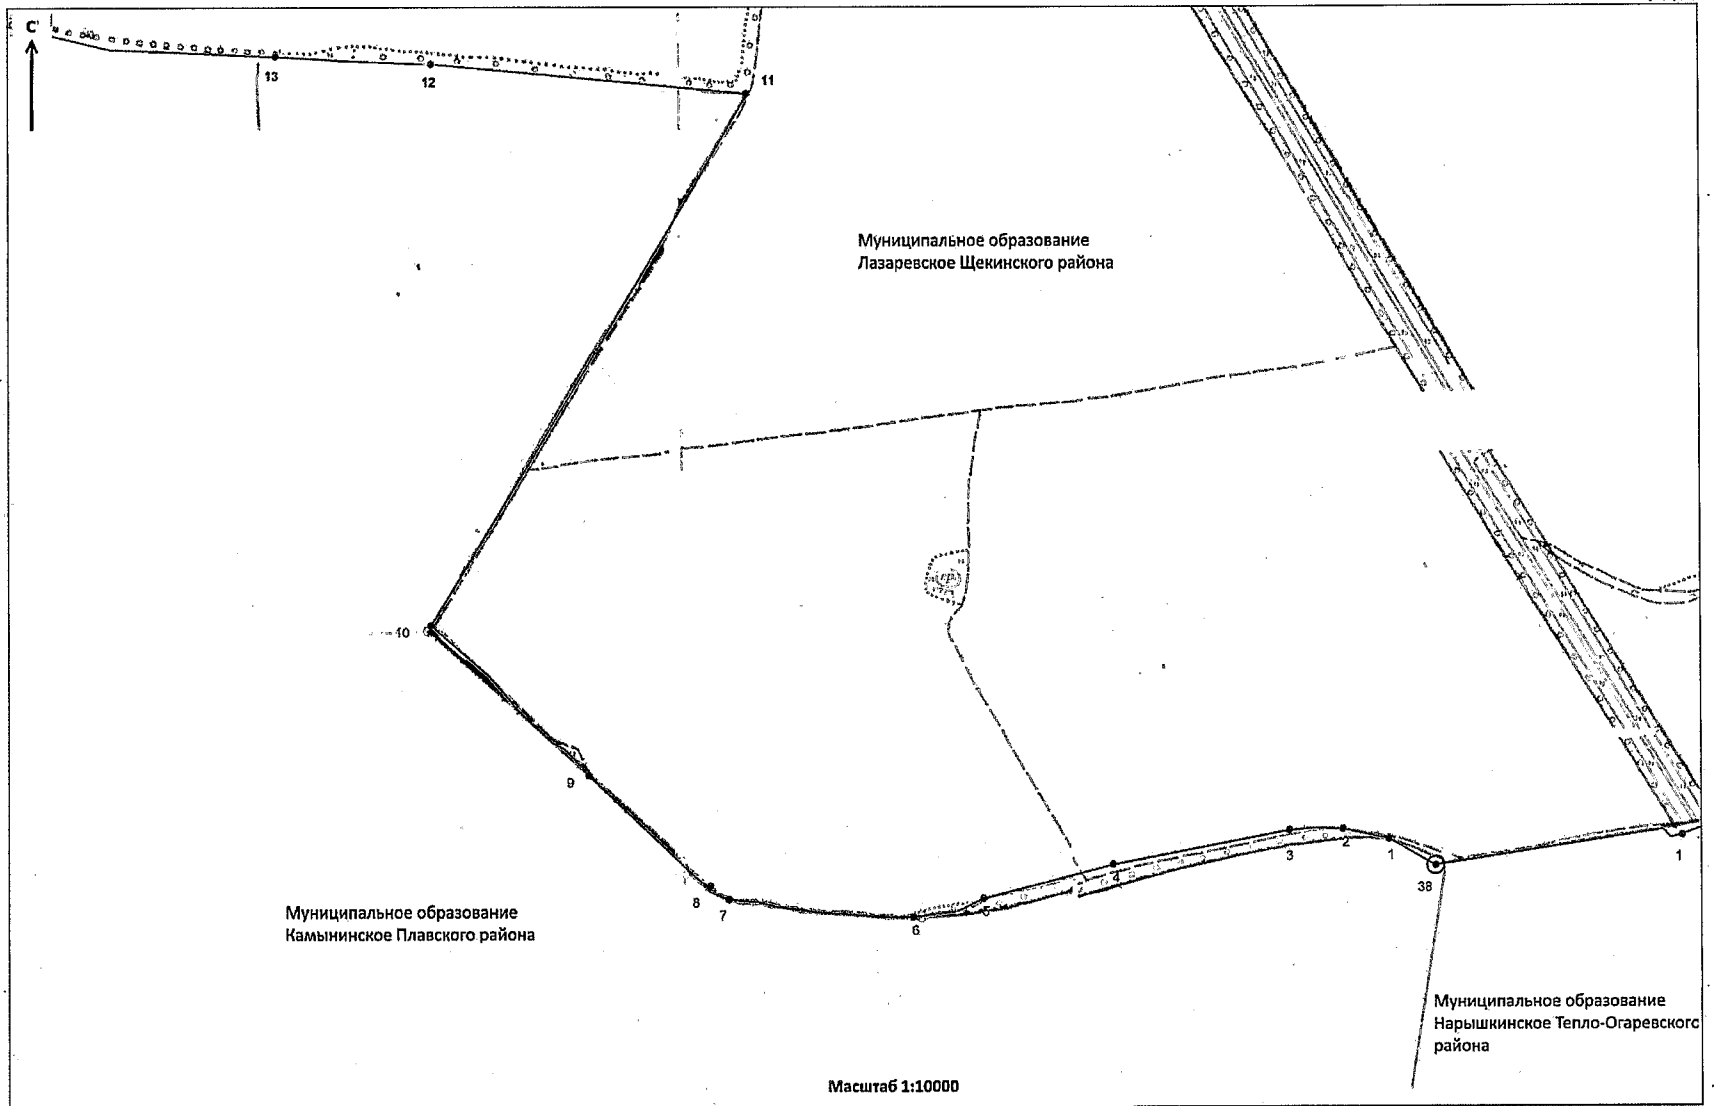 С
13
12
11
Муниципальное образование
Лазаревское Щекинского района
пр.
10
9
8
7
6
5
4
3
2
1
38
1
Муниципальное образование
Камынинское Плавского района
Муниципальное образование
Нарышкинское Тепло-Огаревского
района
Масштаб 1:10000